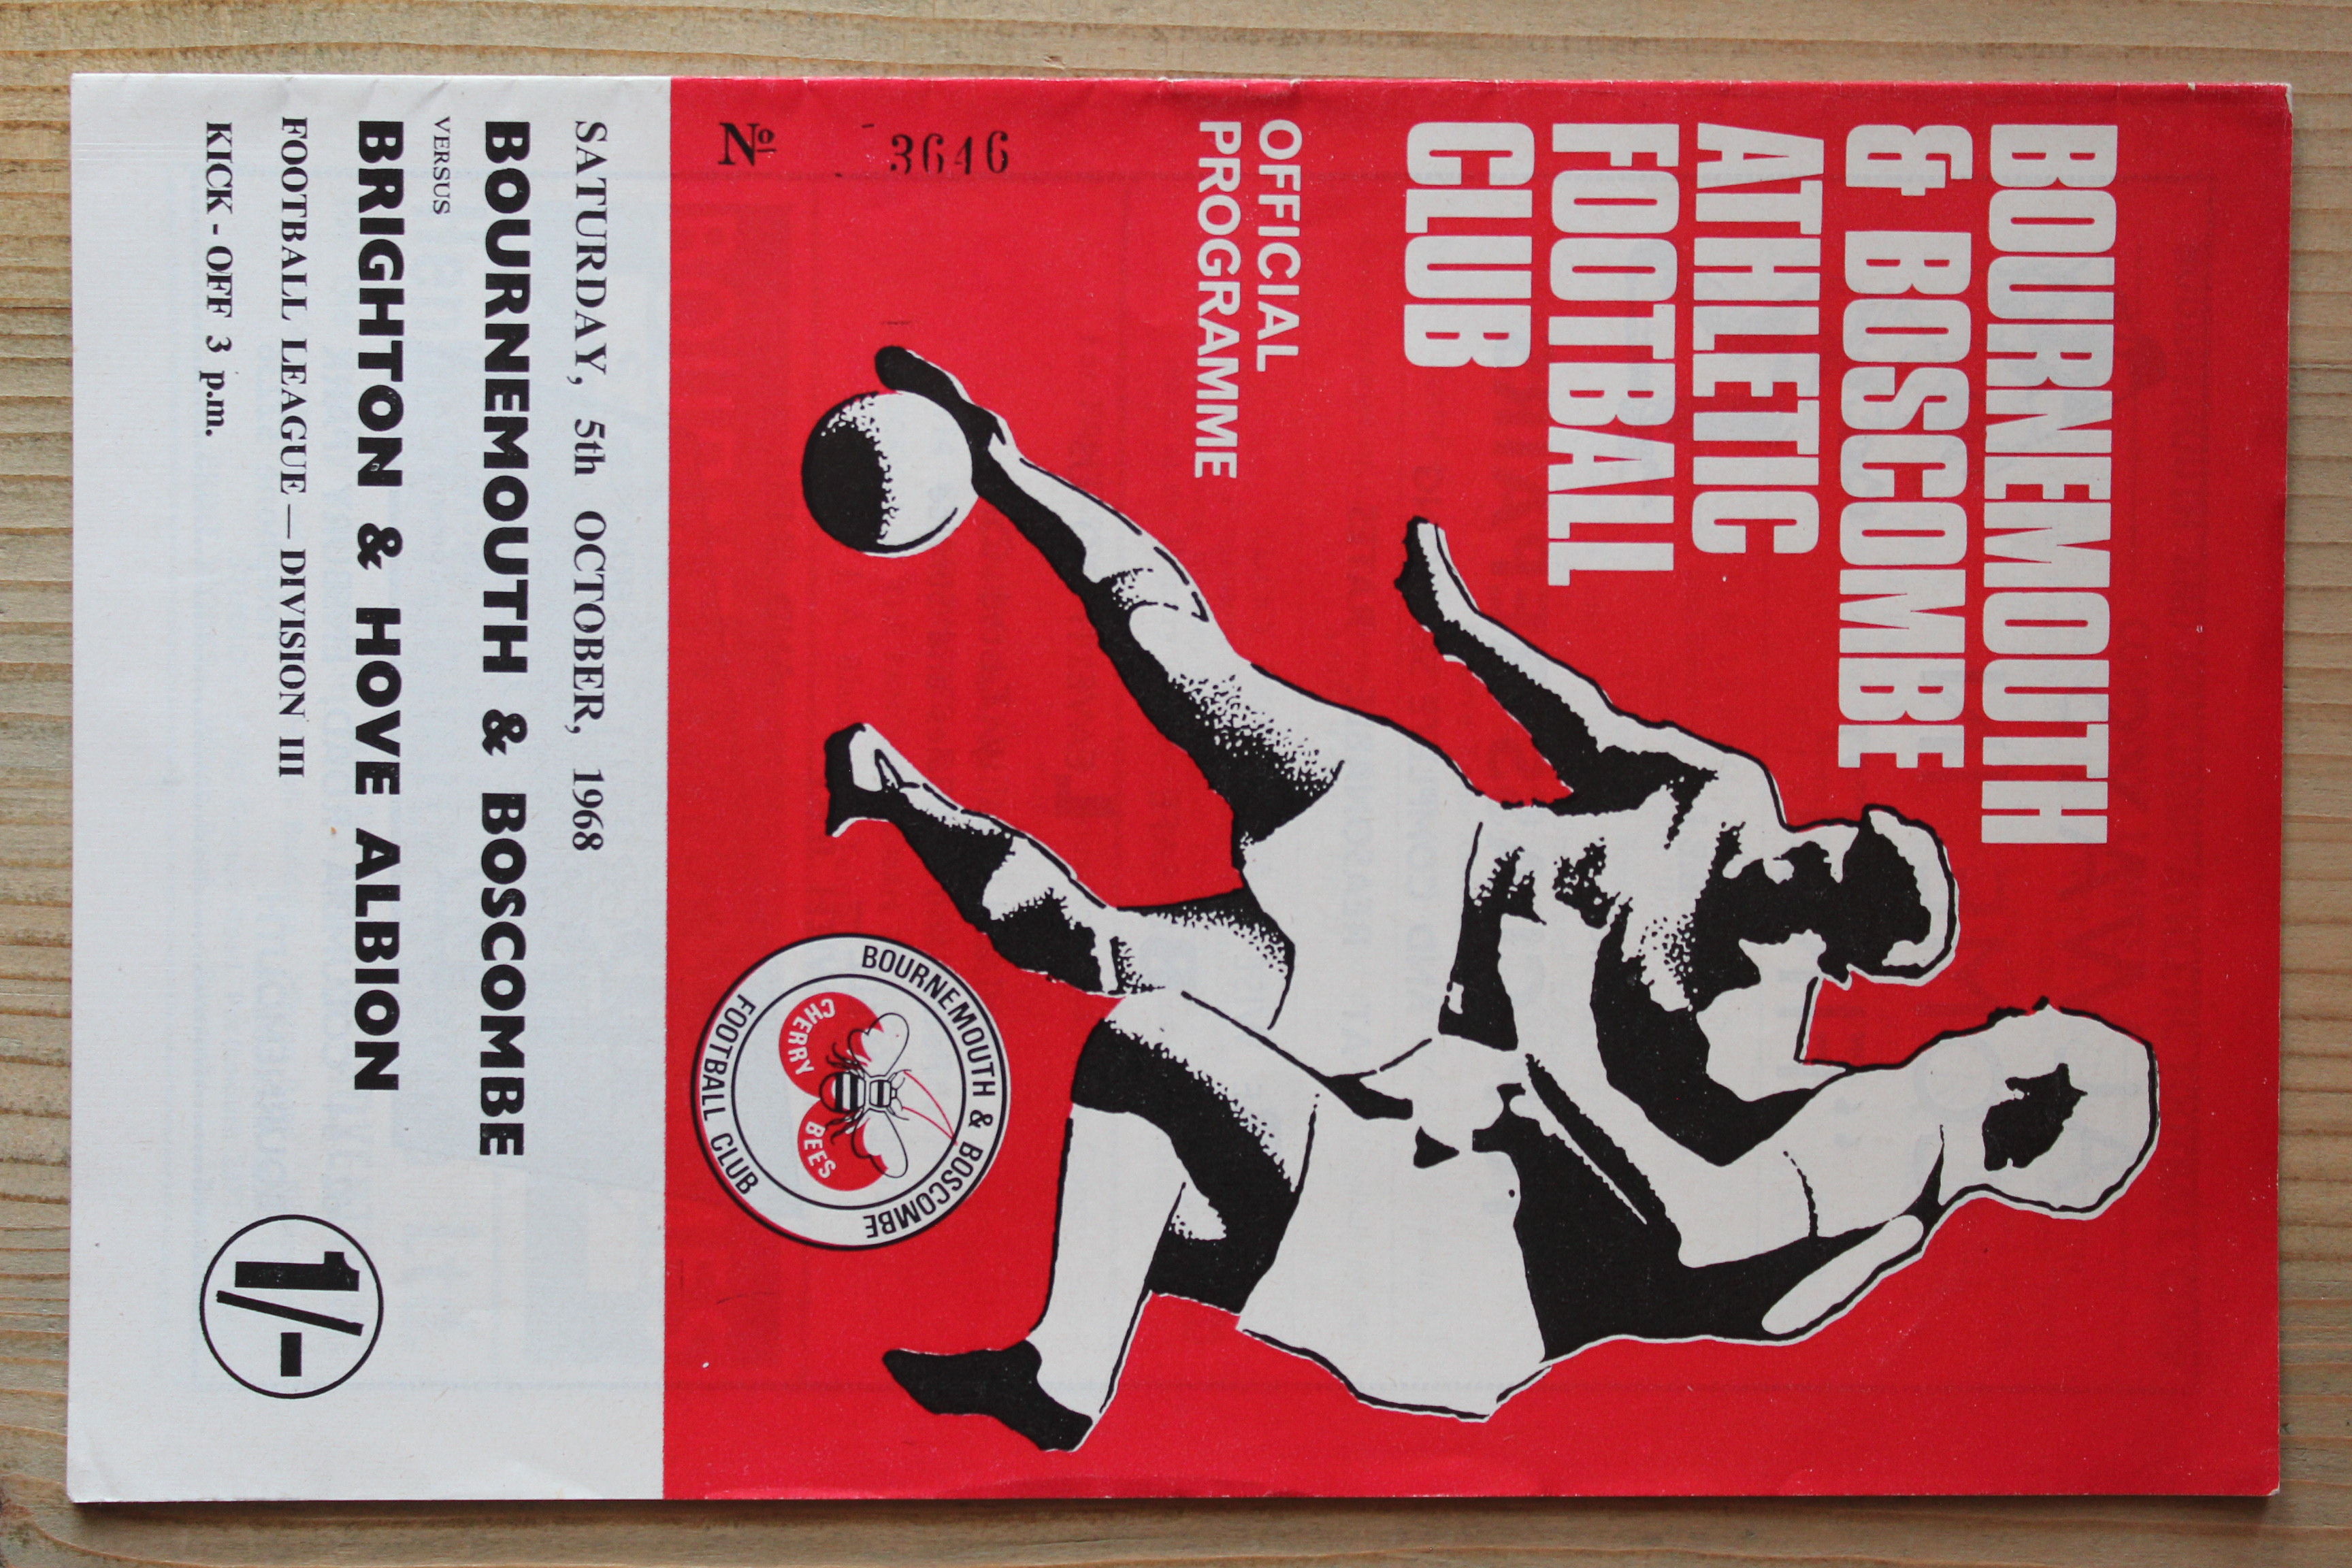 BOURNEMOUTH
& BOSCOMBE
ATHLETIC
FOOTBALL
CLUB
OFFICIAL
PROGRAMME
Nº 3646
BOURNEMOUTH & BOSCOMBE
CHERRY BEES
FOOTBALL CLUB
SATURDAY, 5th OCTOBER, 1968
BOURNEMOUTH & BOSCOMBE
VERSUS
BRIGHTON & HOVE ALBION
FOOTBALL LEAGUE — DIVISION III
KICK - OFF 3 p.m.
1/-